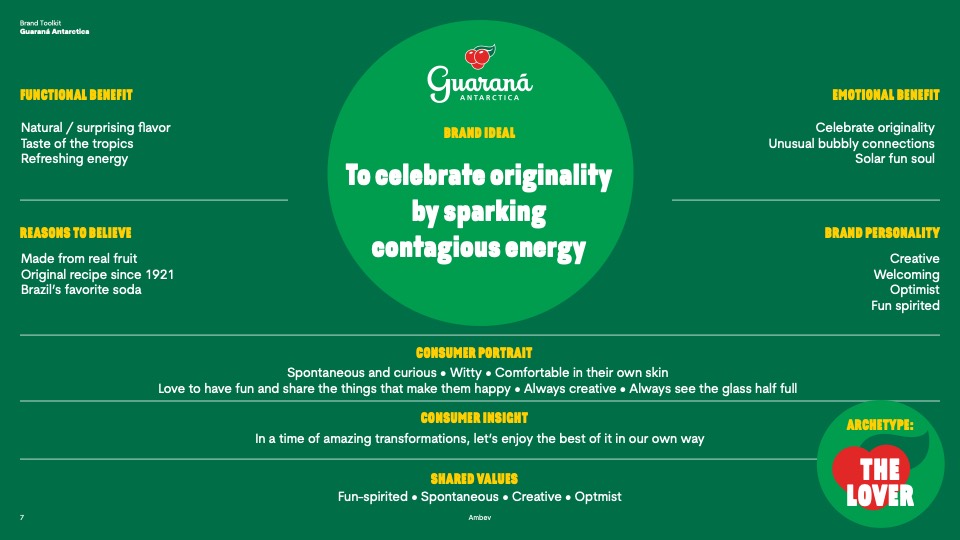 Brand Toolkit
Guaraná Antarctica
Guaraná
ANTARCTICA
BRAND IDEAL
To celebrate originality
by sparking
contagious energy
FUNCTIONAL BENEFIT
Natural / surprising flavor
Taste of the tropics
Refreshing energy
REASONS TO BELIEVE
Made from real fruit
Original recipe since 1921
Brazil's favorite soda
EMOTIONAL BENEFIT
Celebrate originality
Unusual bubbly connections
Solar fun soul
BRAND PERSONALITY
Creative
Welcoming
Optimist
Fun spirited
CONSUMER PORTRAIT
Spontaneous and curious • Witty • Comfortable in their own skin
Love to have fun and share the things that make them happy • Always creative • Always see the glass half full
CONSUMER INSIGHT
In a time of amazing transformations, let's enjoy the best of it in our own way
SHARED VALUES
Fun-spirited • Spontaneous • Creative • Optmist
ARCHETYPE:
THE
LOVER
7
Ambev